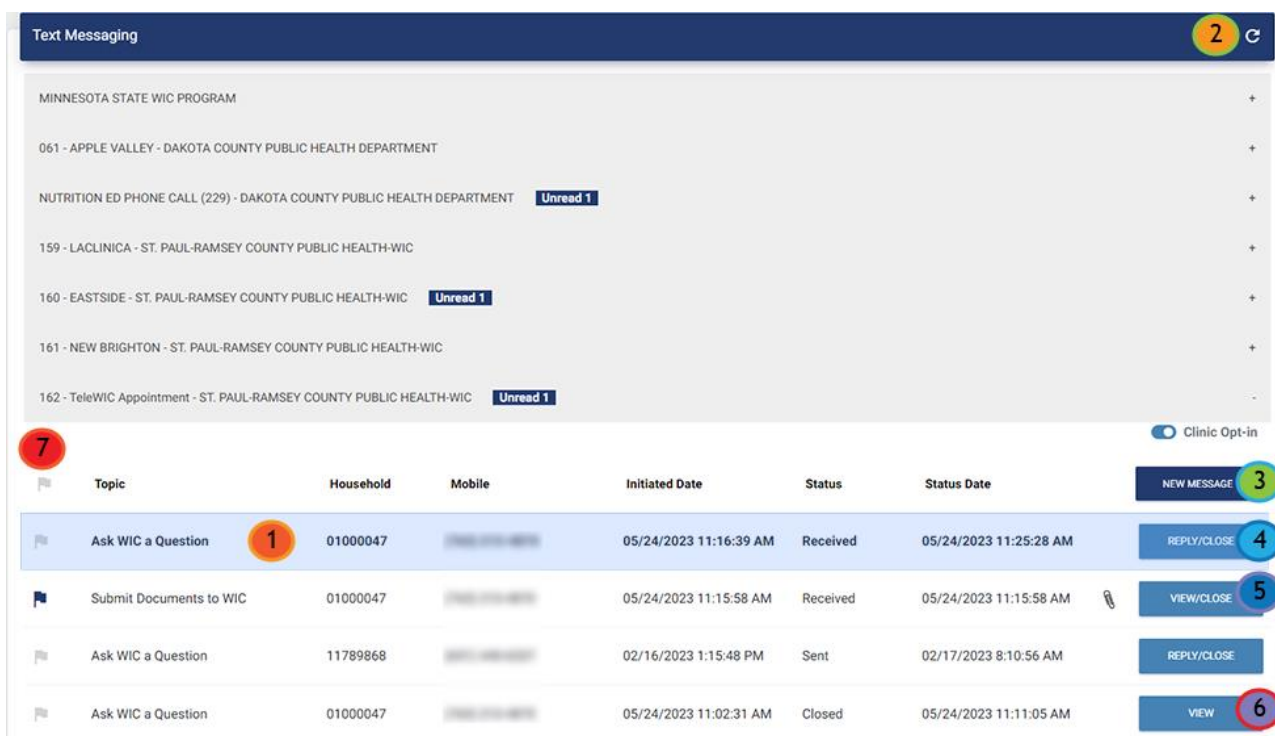 Text Messaging 2
MINNESOTA STATE WIC PROGRAM +
061 - APPLE VALLEY - DAKOTA COUNTY PUBLIC HEALTH DEPARTMENT +
NUTRITION ED PHONE CALL (229) - DAKOTA COUNTY PUBLIC HEALTH DEPARTMENT Unread 1 +
159 - LACLINICA - ST. PAUL-RAMSEY COUNTY PUBLIC HEALTH-WIC +
160 - EASTSIDE - ST. PAUL-RAMSEY COUNTY PUBLIC HEALTH-WIC Unread 1 +
161 - NEW BRIGHTON - ST. PAUL-RAMSEY COUNTY PUBLIC HEALTH-WIC +
162 - TeleWIC Appointment - ST. PAUL-RAMSEY COUNTY PUBLIC HEALTH-WIC Unread 1 -
Clinic Opt-in
7
Topic Household Mobile Initiated Date Status Status Date NEW MESSAGE 3
Ask WIC a Question 1 01000047 05/24/2023 11:16:39 AM Received 05/24/2023 11:25:28 AM REPLY/CLOSE 4
Submit Documents to WIC 01000047 05/24/2023 11:15:58 AM Received 05/24/2023 11:15:58 AM VIEW/CLOSE 5
Ask WIC a Question 11789868 02/16/2023 1:15:48 PM Sent 02/17/2023 8:10:56 AM REPLY/CLOSE
Ask WIC a Question 01000047 05/24/2023 11:02:31 AM Closed 05/24/2023 11:11:05 AM VIEW 6